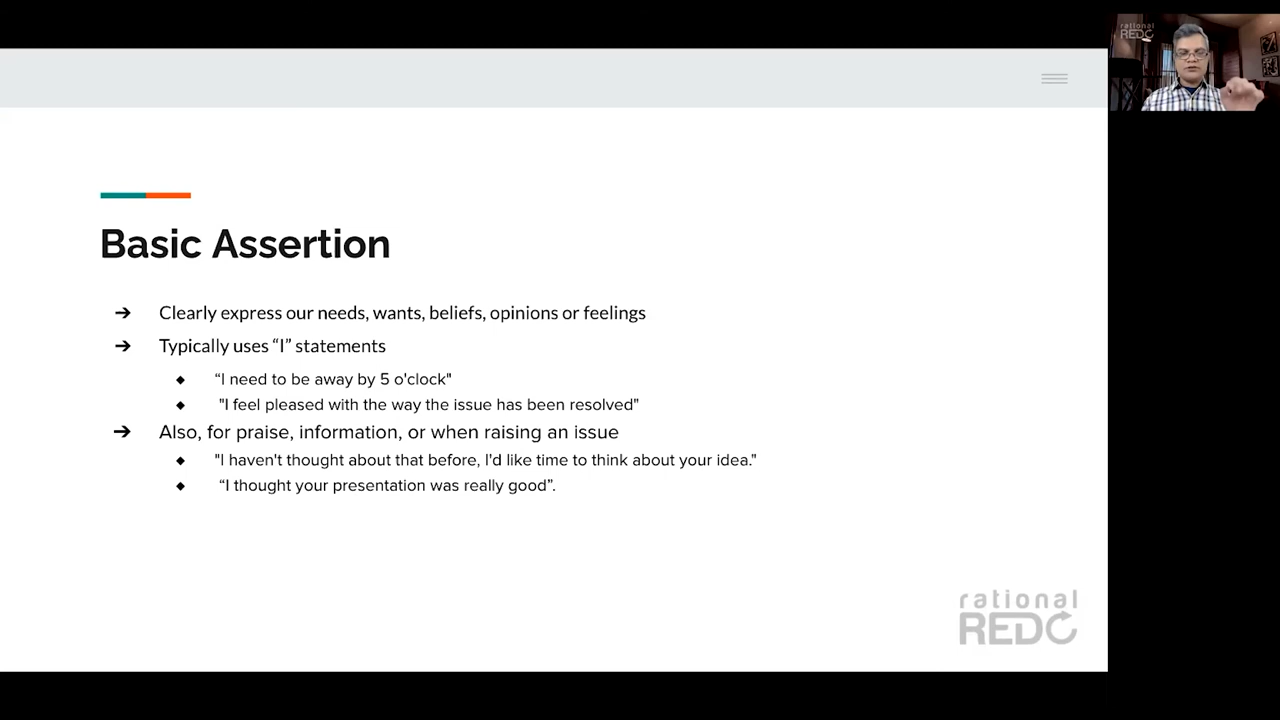 rational
REDO
Basic Assertion
➔ Clearly express our needs, wants, beliefs, opinions or feelings
➔ Typically uses “I” statements
◆ “I need to be away by 5 o'clock"
◆ "I feel pleased with the way the issue has been resolved"
➔ Also, for praise, information, or when raising an issue
◆ "I haven't thought about that before, I'd like time to think about your idea."
◆ “I thought your presentation was really good”.
rational
REDO